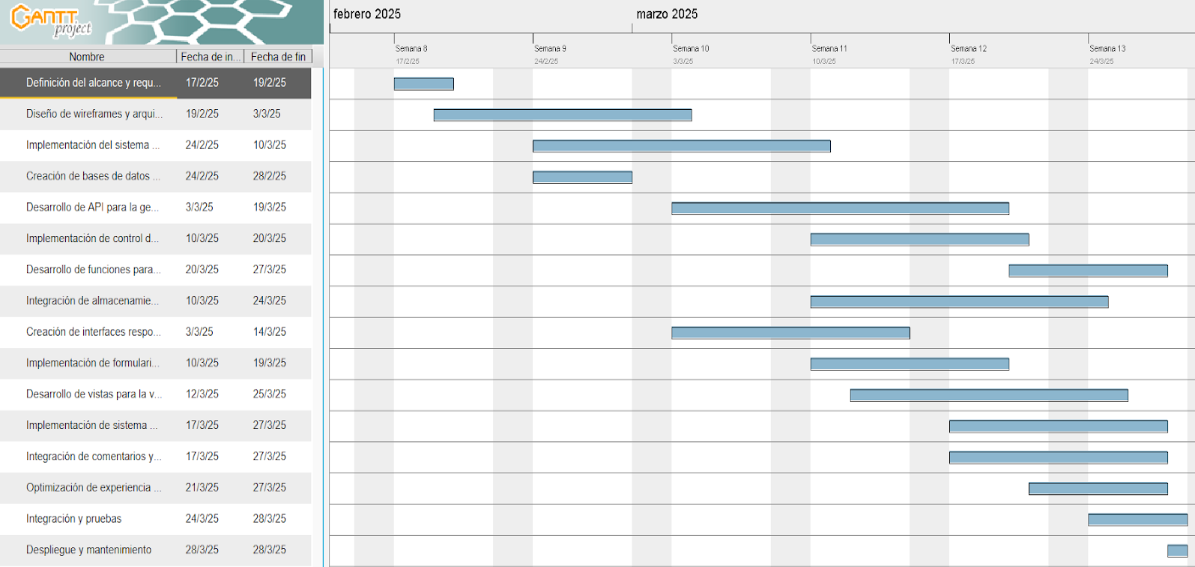 GANTT
project
febrero 2025 marzo 2025
Semana 8 Semana 9 Semana 10 Semana 11 Semana 12 Semana 13
17/2/25 24/2/25 3/3/25 10/3/25 17/3/25 24/3/25
Nombre Fecha de in... Fecha de fin
Definición del alcance y requ... 17/2/25 19/2/25
Diseño de wireframes y arqui... 19/2/25 3/3/25
Implementación del sistema ... 24/2/25 10/3/25
Creación de bases de datos ... 24/2/25 28/2/25
Desarrollo de API para la ge... 3/3/25 19/3/25
Implementación de control d... 10/3/25 20/3/25
Desarrollo de funciones para... 20/3/25 27/3/25
Integración de almacenamie... 10/3/25 24/3/25
Creación de interfaces respo... 3/3/25 14/3/25
Implementación de formulari... 10/3/25 19/3/25
Desarrollo de vistas para la v... 12/3/25 25/3/25
Implementación de sistema ... 17/3/25 27/3/25
Integración de comentarios y... 17/3/25 27/3/25
Optimización de experiencia ... 21/3/25 27/3/25
Integración y pruebas 24/3/25 28/3/25
Despliegue y mantenimiento 28/3/25 28/3/25